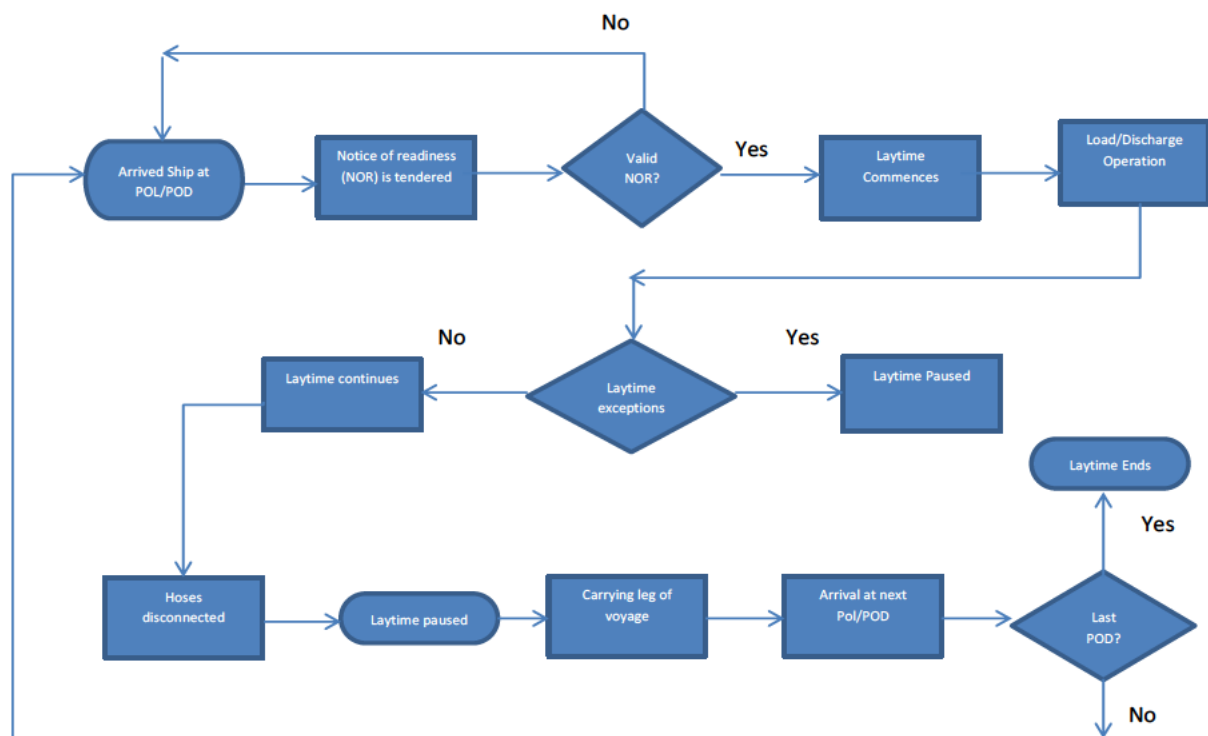 No
Arrived Ship at
POL/POD
Notice of readiness
(NOR) is tendered
Valid
NOR?
Yes
Laytime
Commences
Load/Discharge
Operation
No
Yes
Laytime continues
Laytime
exceptions
Laytime Paused
Laytime Ends
Yes
Hoses
disconnected
Laytime paused
Carrying leg of
voyage
Arrival at next
Pol/POD
Last
POD?
No